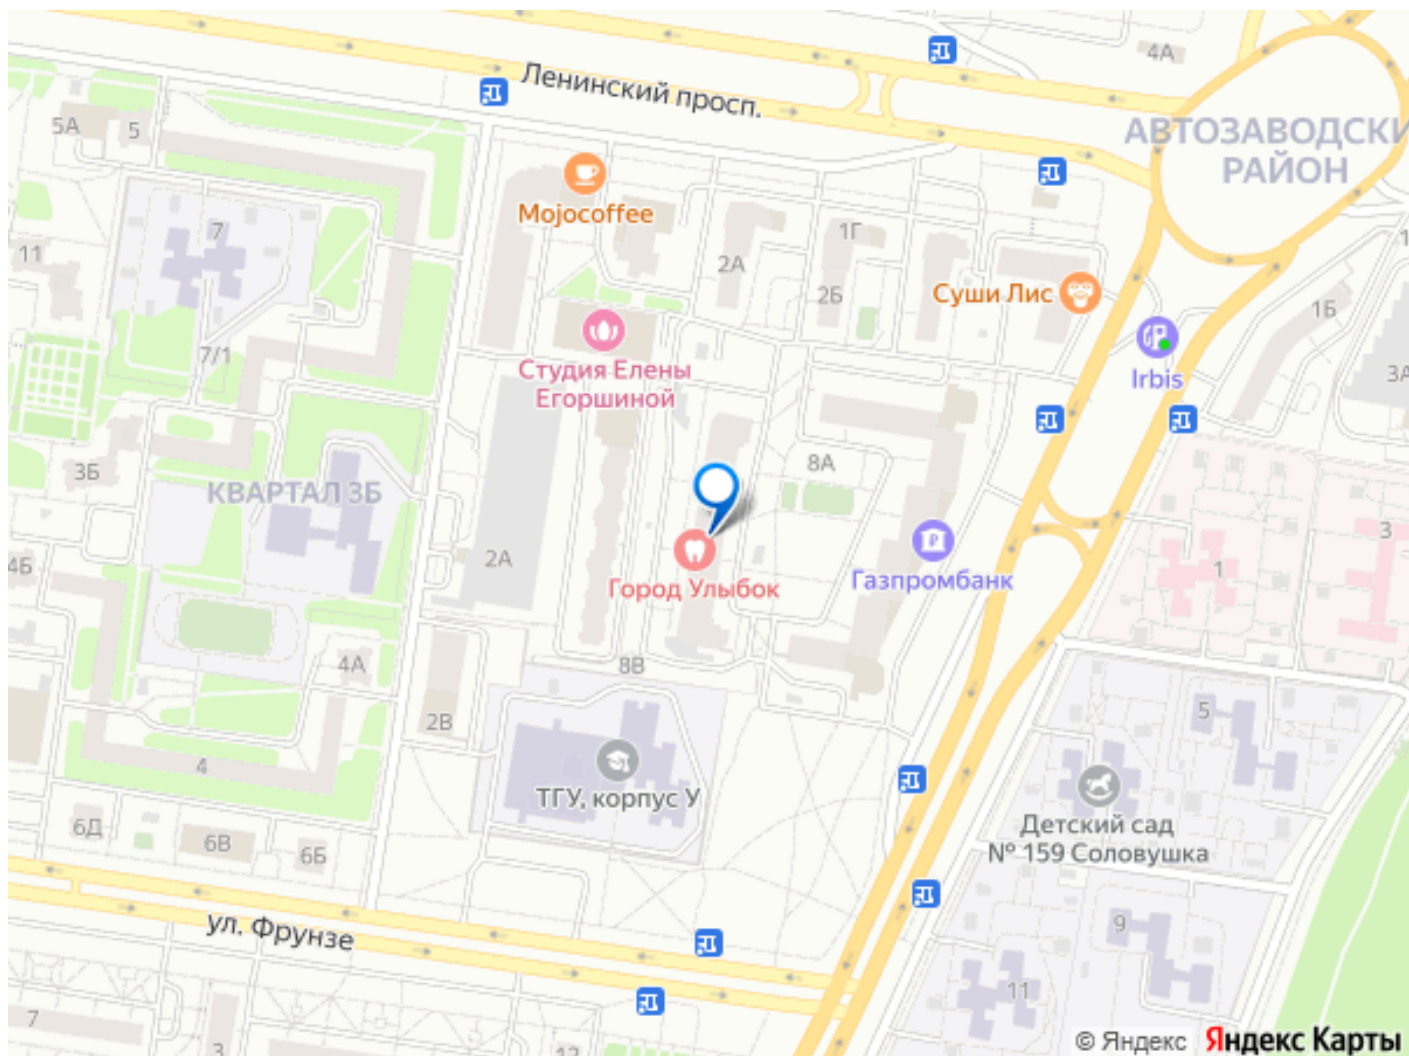 4А
Ленинский просп.
АВТОЗАВОДСКИ
РАЙОН
5А
5
Mojocoffee
7
1Г
11
2А
2Б
Суши Лис
1Б
Irbis
7/1
Студия Елены
Егоршиной
3А
3Б
КВАРТАЛ 3Б
8А
2А
Город Улыбок
Газпромбанк
1
3
4Б
4А
8В
2В
4
5
ТГУ, корпус У
Детский сад
№ 159 Соловушка
6Д
6В
6Б
ул. Фрунзе
9
11
7
3
12
© Яндекс Яндекс Карты